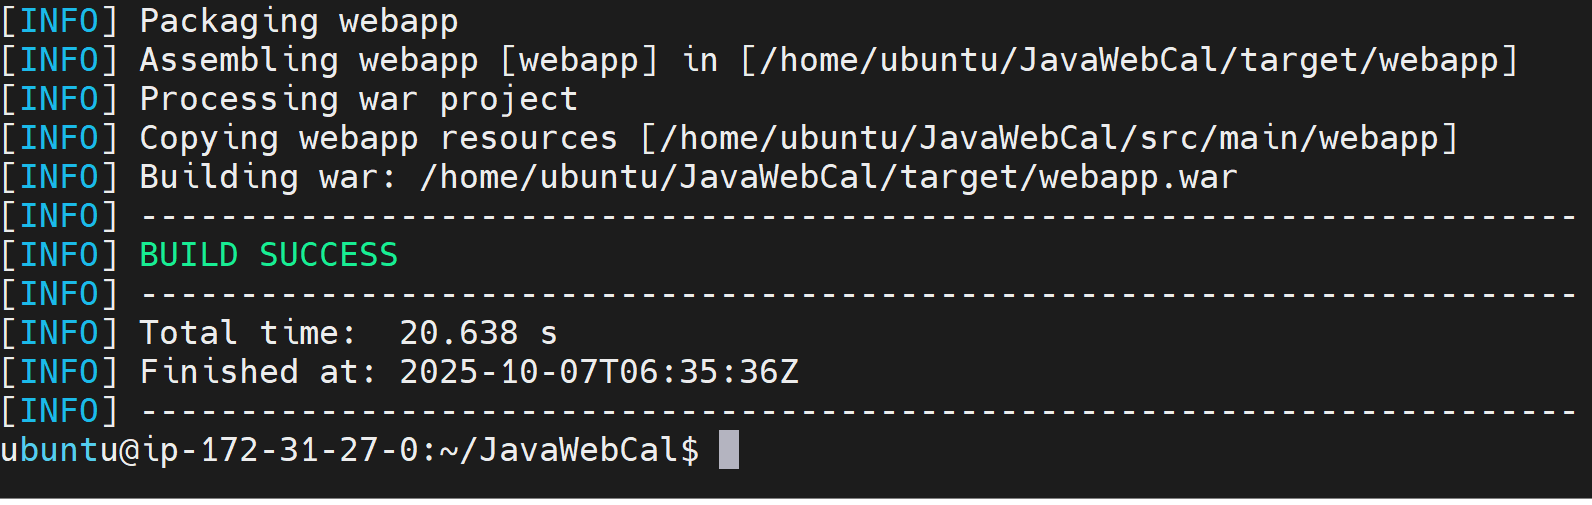 [INFO] Packaging webapp
[INFO] Assembling webapp [webapp] in [/home/ubuntu/JavaWebCal/target/webapp]
[INFO] Processing war project
[INFO] Copying webapp resources [/home/ubuntu/JavaWebCal/src/main/webapp]
[INFO] Building war: /home/ubuntu/JavaWebCal/target/webapp.war
[INFO] ------------------------------------------------------------------------
[INFO] BUILD SUCCESS
[INFO] ------------------------------------------------------------------------
[INFO] Total time:  20.638 s
[INFO] Finished at: 2025-10-07T06:35:36Z
[INFO] ------------------------------------------------------------------------
ubuntu@ip-172-31-27-0:~/JavaWebCal$